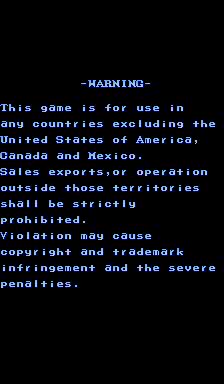 -WARNING-
This game is for use in
any countries excluding the
United States of America,
Canada and Mexico.
Sales exports,or operation
outside those territories
shall be strictly
prohibited.
Violation may cause
copyright and trademark
infringement and the severe
penalties.